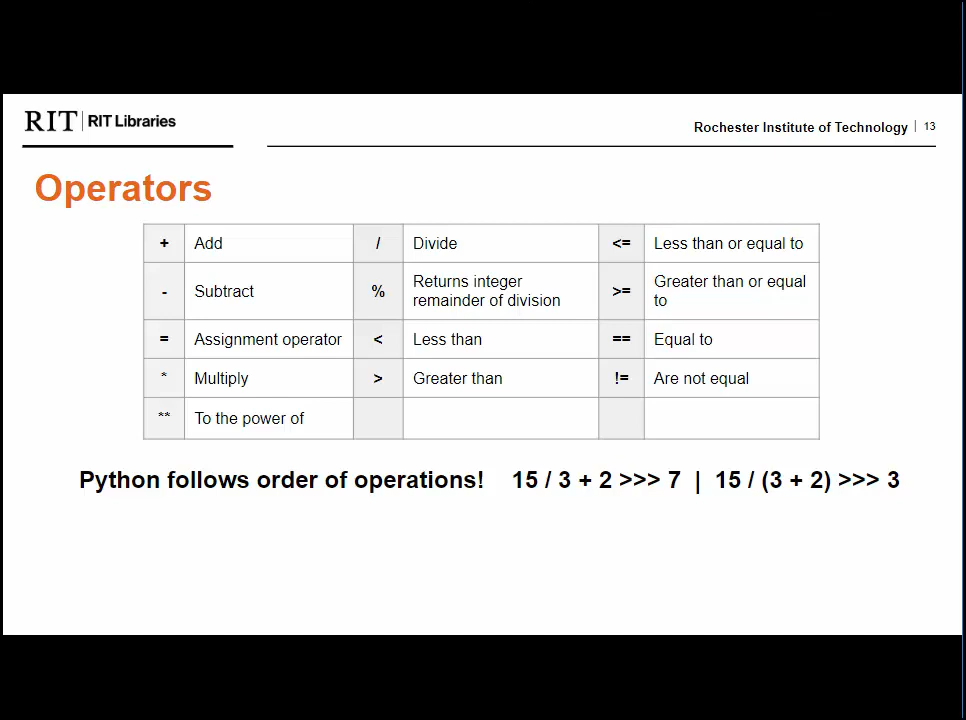 RIT | RIT Libraries
Rochester Institute of Technology | 13
Operators
+ Add / Divide <= Less than or equal to
- Subtract % Returns integer remainder of division >= Greater than or equal to
= Assignment operator < Less than == Equal to
* Multiply > Greater than != Are not equal
** To the power of
Python follows order of operations! 15 / 3 + 2 >>> 7 | 15 / (3 + 2) >>> 3